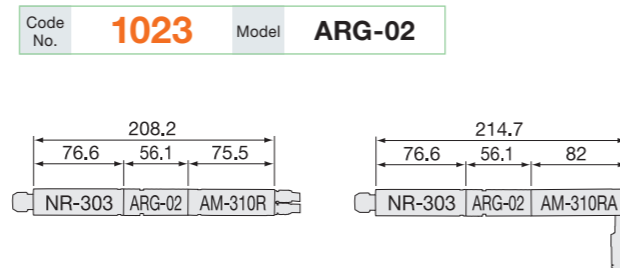 Code No. 1023 Model ARG-02
208.2
76.6 56.1 75.5
NR-303 ARG-02 AM-310R
214.7
76.6 56.1 82
NR-303 ARG-02 AM-310RA